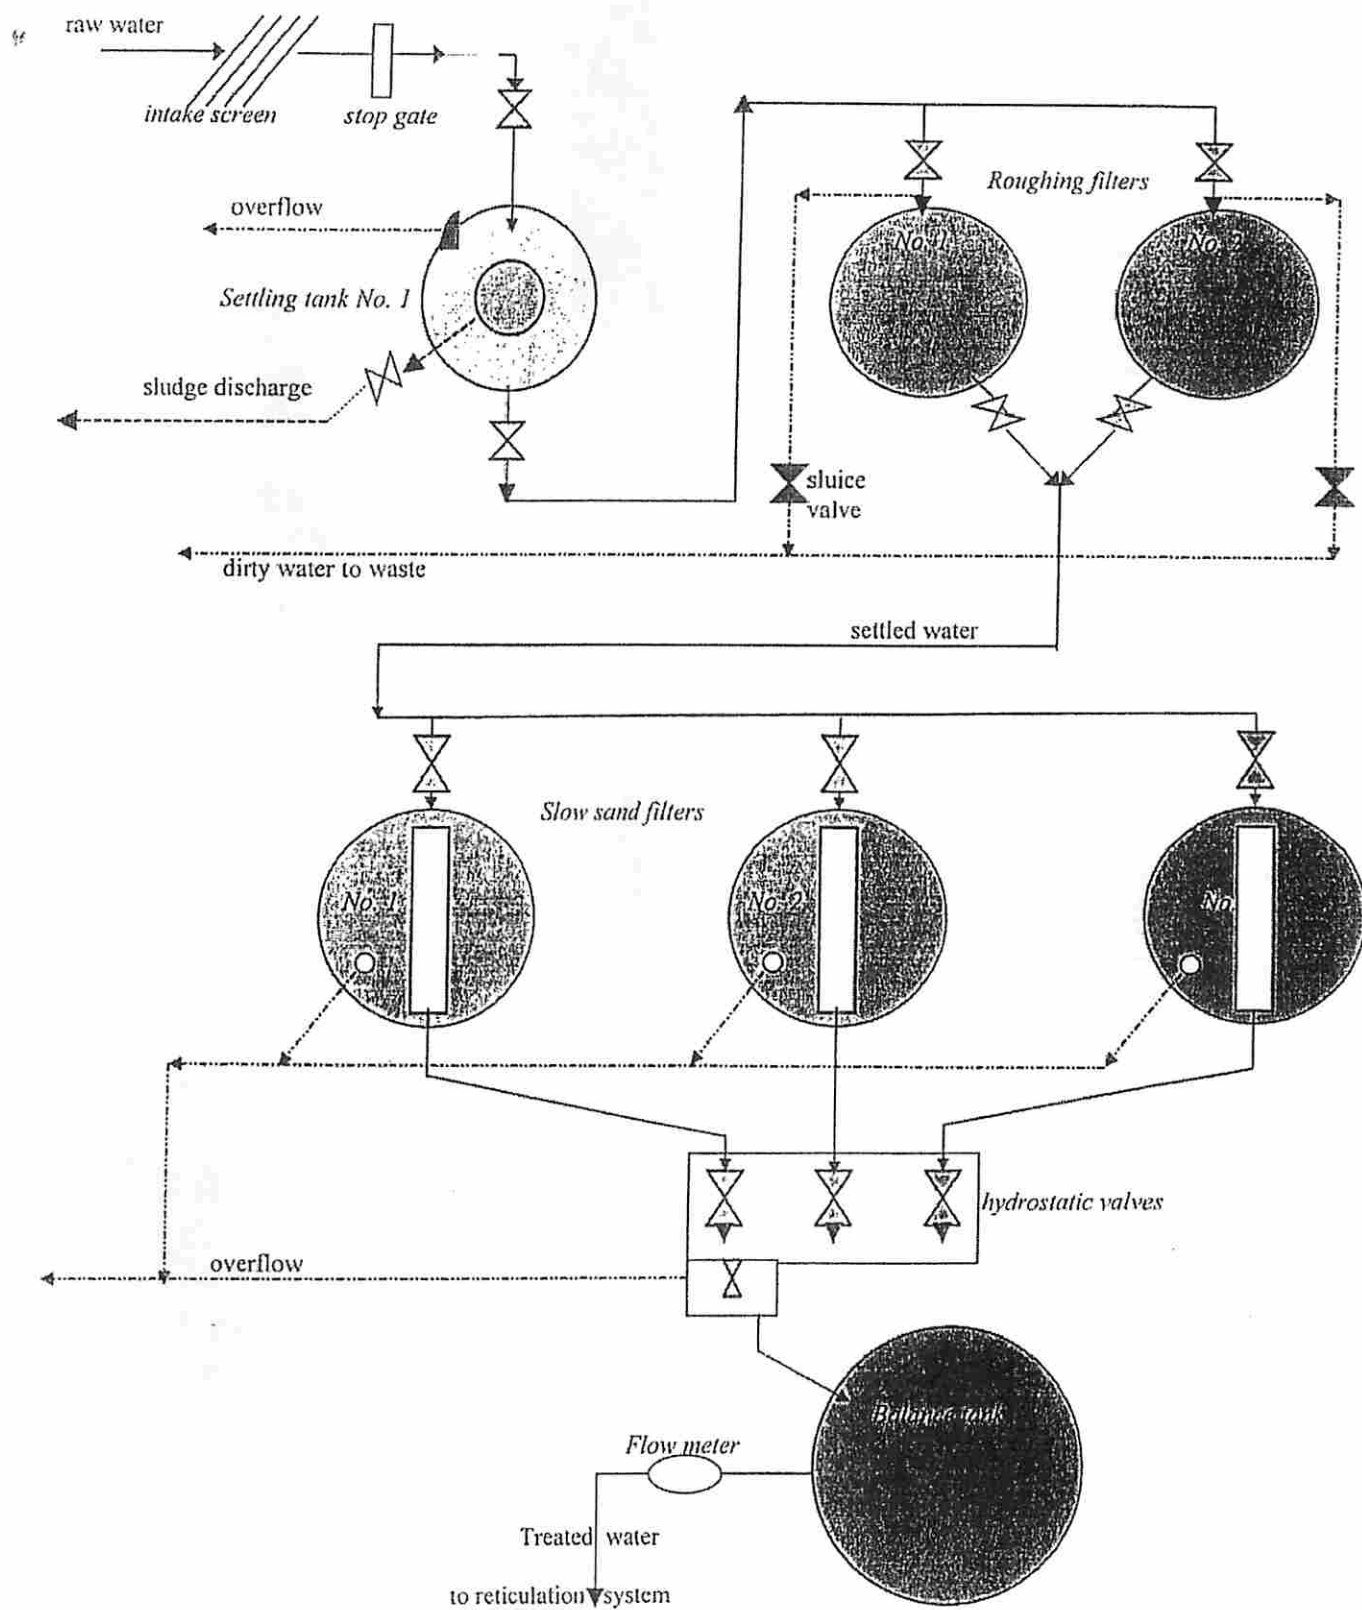 raw water
intake screen
stop gate
overflow
Settling tank No. 1
sludge discharge
Roughing filters
No. 1
No. 2
sluice
valve
dirty water to waste
settled water
Slow sand filters
No. 1
No. 2
No.
hydrostatic valves
overflow
Balance tank
Flow meter
Treated water
to reticulation system